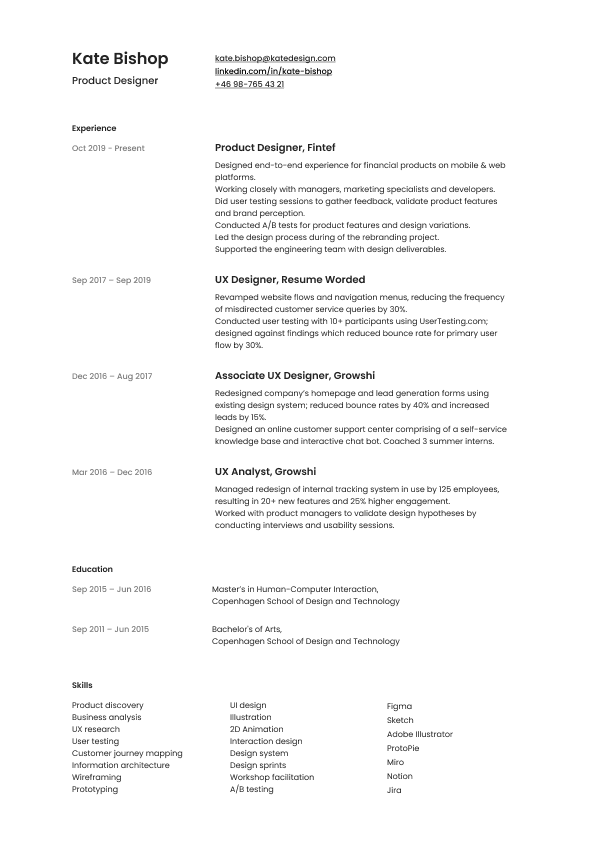 Kate Bishop
Product Designer
kate.bishop@katedesign.com
linkedin.com/in/kate-bishop
+46 98-765 43 21
Experience
Oct 2019 - Present
Product Designer, Fintef
Designed end-to-end experience for financial products on mobile & web
platforms.
Working closely with managers, marketing specialists and developers.
Did user testing sessions to gather feedback, validate product features
and brand perception.
Conducted A/B tests for product features and design variations.
Led the design process during of the rebranding project.
Supported the engineering team with design deliverables.
Sep 2017 – Sep 2019
UX Designer, Resume Worded
Revamped website flows and navigation menus, reducing the frequency
of misdirected customer service queries by 30%.
Conducted user testing with 10+ participants using UserTesting.com;
designed against findings which reduced bounce rate for primary user
flow by 30%.
Dec 2016 – Aug 2017
Associate UX Designer, Growshi
Redesigned company's homepage and lead generation forms using
existing design system; reduced bounce rates by 40% and increased
leads by 15%.
Designed an online customer support center comprising of a self-service
knowledge base and interactive chat bot. Coached 3 summer interns.
Mar 2016 – Dec 2016
UX Analyst, Growshi
Managed redesign of internal tracking system in use by 125 employees,
resulting in 20+ new features and 25% higher engagement.
Worked with product managers to validate design hypotheses by
conducting interviews and usability sessions.
Education
Sep 2015 – Jun 2016
Master's in Human-Computer Interaction,
Copenhagen School of Design and Technology
Sep 2011 – Jun 2015
Bachelor's of Arts,
Copenhagen School of Design and Technology
Skills
Product discovery
Business analysis
UX research
User testing
Customer journey mapping
Information architecture
Wireframing
Prototyping
UI design
Illustration
2D Animation
Interaction design
Design system
Design sprints
Workshop facilitation
A/B testing
Figma
Sketch
Adobe Illustrator
ProtoPie
Miro
Notion
Jira